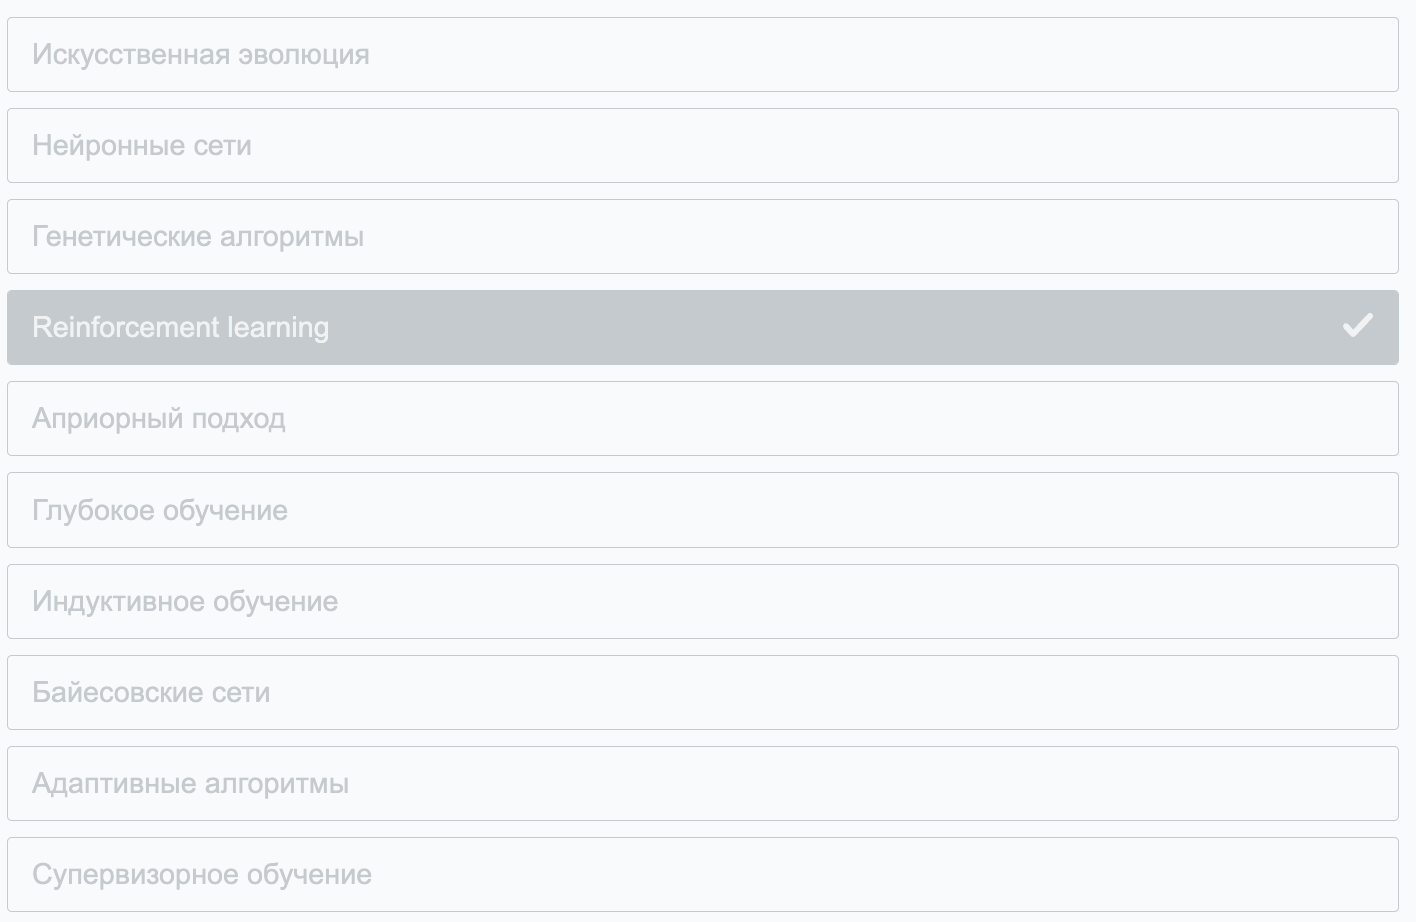 Искусственная эволюция
Нейронные сети
Генетические алгоритмы
Reinforcement learning
Априорный подход
Глубокое обучение
Индуктивное обучение
Байесовские сети
Адаптивные алгоритмы
Супервизорное обучение